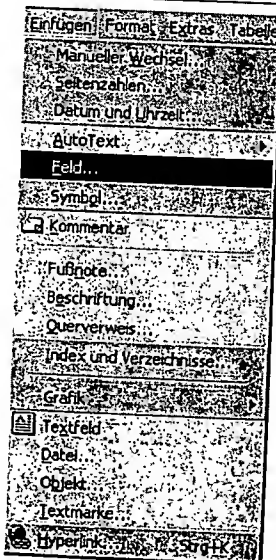 Einfügen Format Extras Tabelle
Manueller Wechsel...
Seitenzahlen...
Datum und Uhrzeit...
AutoText
Feld...
Symbol...
Kommentar
Fußnote...
Beschriftung...
Querverweis...
Index und Verzeichnisse...
Grafik
Textfeld
Datei...
Objekt...
Textmarke...
Hyperlink... Strg+K